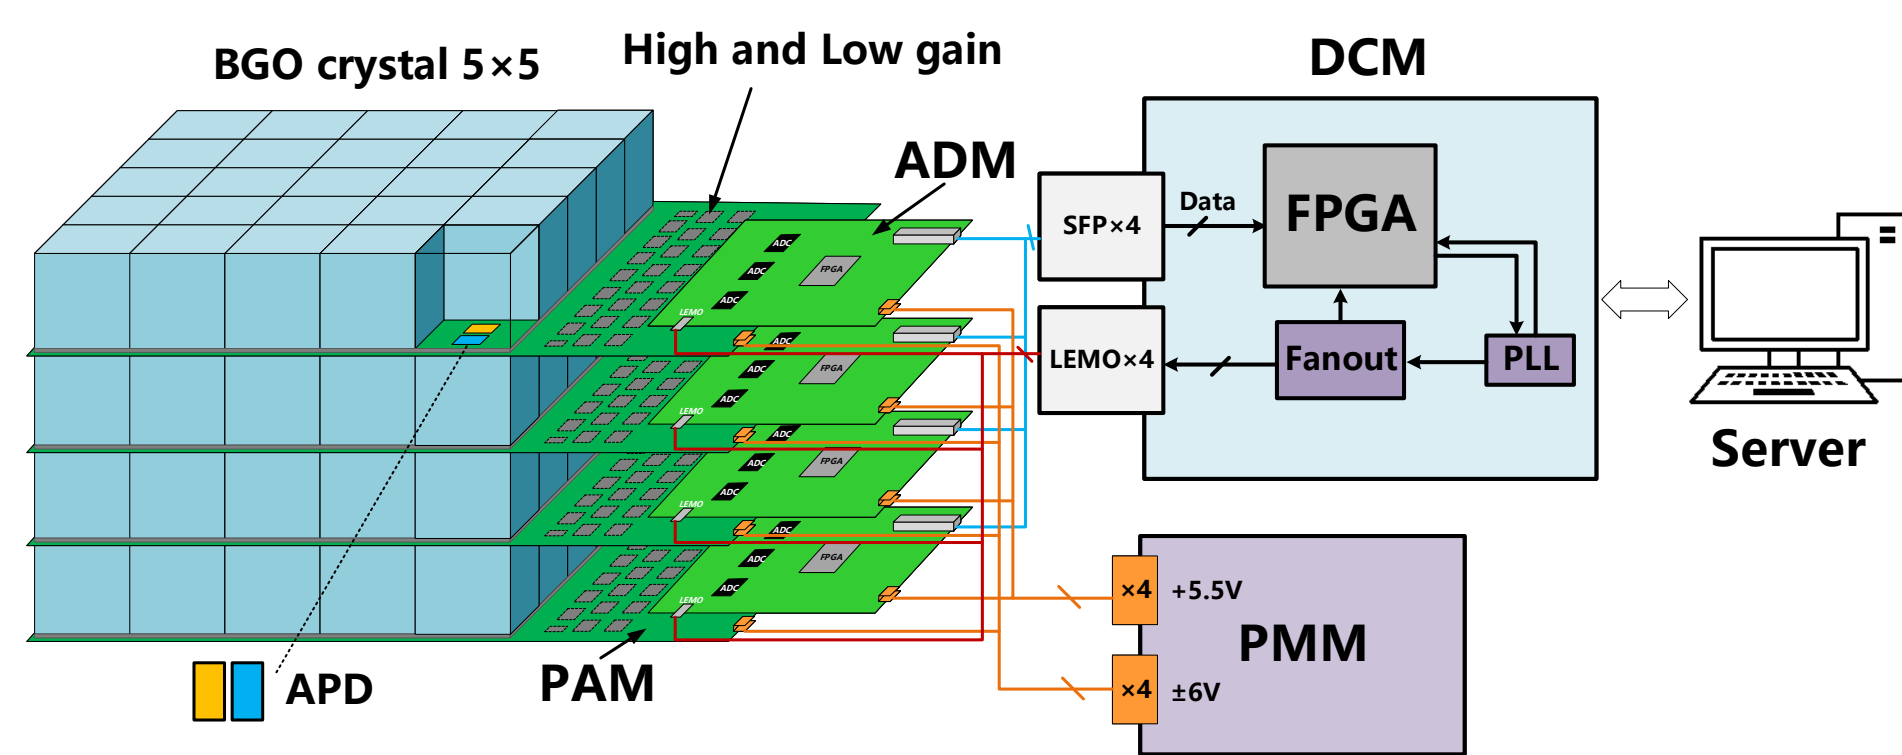 BGO crystal 5×5
High and Low gain
DCM
ADM
SFP×4
Data
FPGA
LEMO×4
Fanout
PLL
Server
ADC
ADC
ADC
FPGA
LEMO
ADC
ADC
ADC
FPGA
LEMO
ADC
ADC
ADC
FPGA
LEMO
ADC
ADC
ADC
FPGA
LEMO
×4
+5.5V
PMM
×4
±6V
APD
PAM